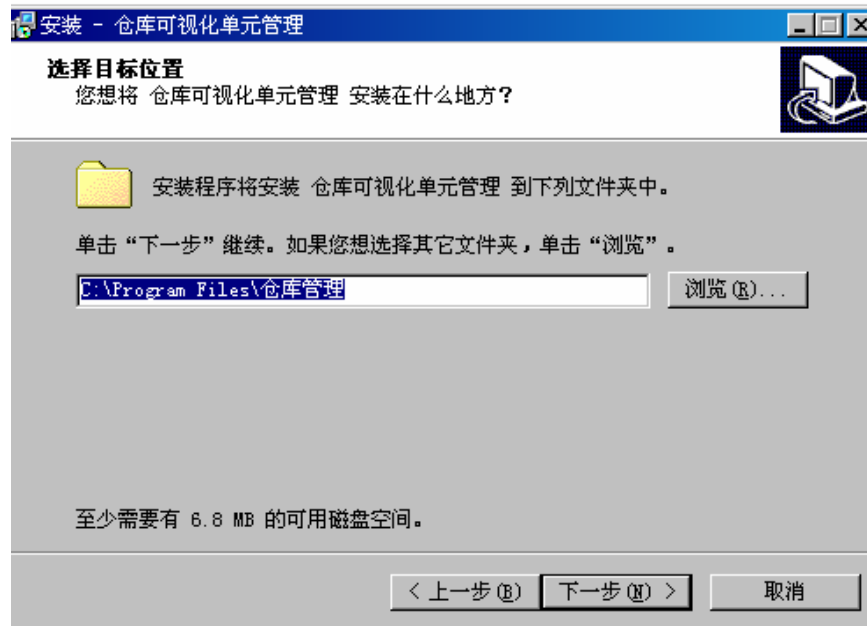 安装 - 仓库可视化单元管理
选择目标位置
您想将 仓库可视化单元管理 安装在什么地方?
安装程序将安装 仓库可视化单元管理 到下列文件夹中。
单击“下一步”继续。如果您想选择其它文件夹，单击“浏览”。
C:\Program Files\仓库管理
浏览(R)...
至少需要有 6.8 MB 的可用磁盘空间。
< 上一步(B) 下一步(N) > 取消